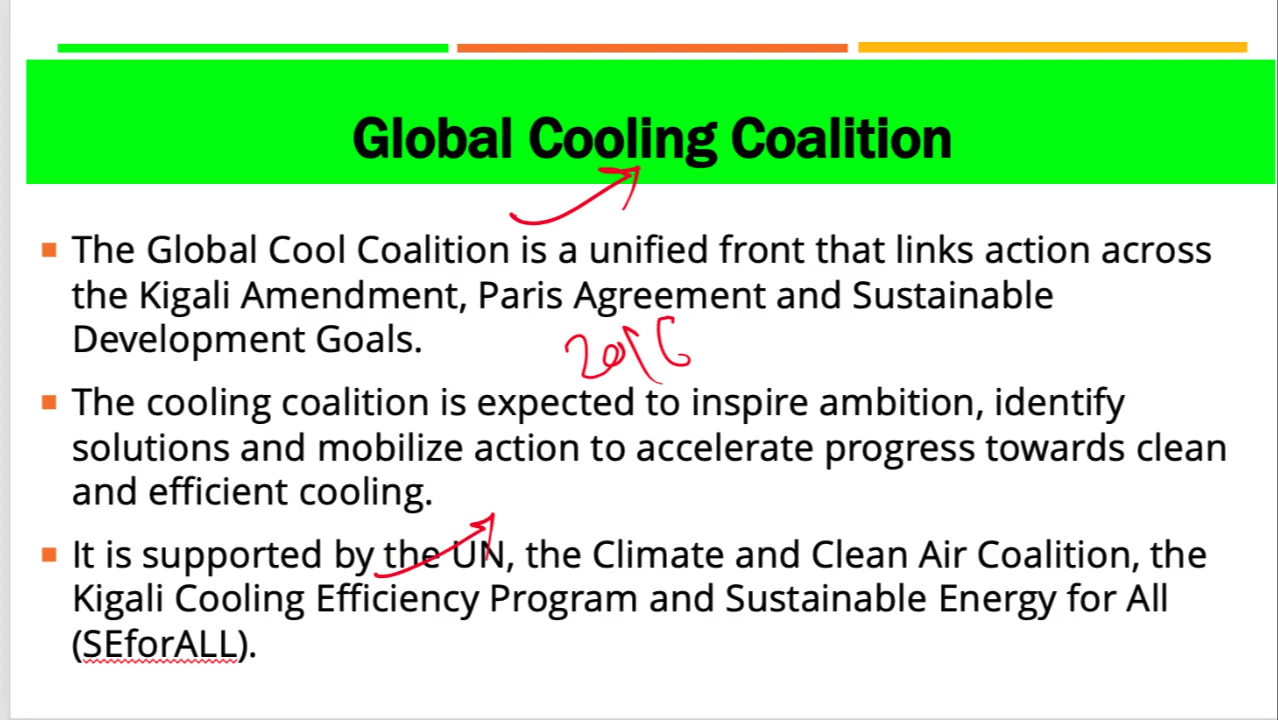 Global Cooling Coalition
▪ The Global Cool Coalition is a unified front that links action across
the Kigali Amendment, Paris Agreement and Sustainable
Development Goals.
2016
▪ The cooling coalition is expected to inspire ambition, identify
solutions and mobilize action to accelerate progress towards clean
and efficient cooling.
▪ It is supported by the UN, the Climate and Clean Air Coalition, the
Kigali Cooling Efficiency Program and Sustainable Energy for All
(SEforALL).